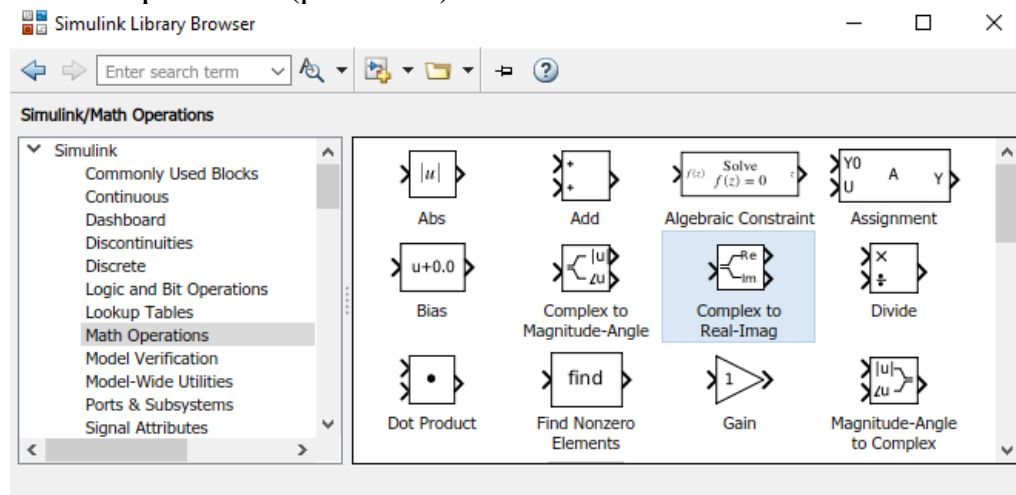 Simulink Library Browser
Enter search term
Simulink/Math Operations
Simulink
Commonly Used Blocks
Continuous
Dashboard
Discontinuities
Discrete
Logic and Bit Operations
Lookup Tables
Math Operations
Model Verification
Model-Wide Utilities
Ports & Subsystems
Signal Attributes
|u|
Abs
+
+
Add
f(z) Solve f(z) = 0 z
Algebraic Constraint
Y0
U A Y
Assignment
u+0.0
Bias
|u|
∠u
Complex to
Magnitude-Angle
Re
Im
Complex to
Real-Imag
×
÷
Divide
Dot Product
find
Find Nonzero
Elements
1
Gain
|u|
∠u
Magnitude-Angle
to Complex